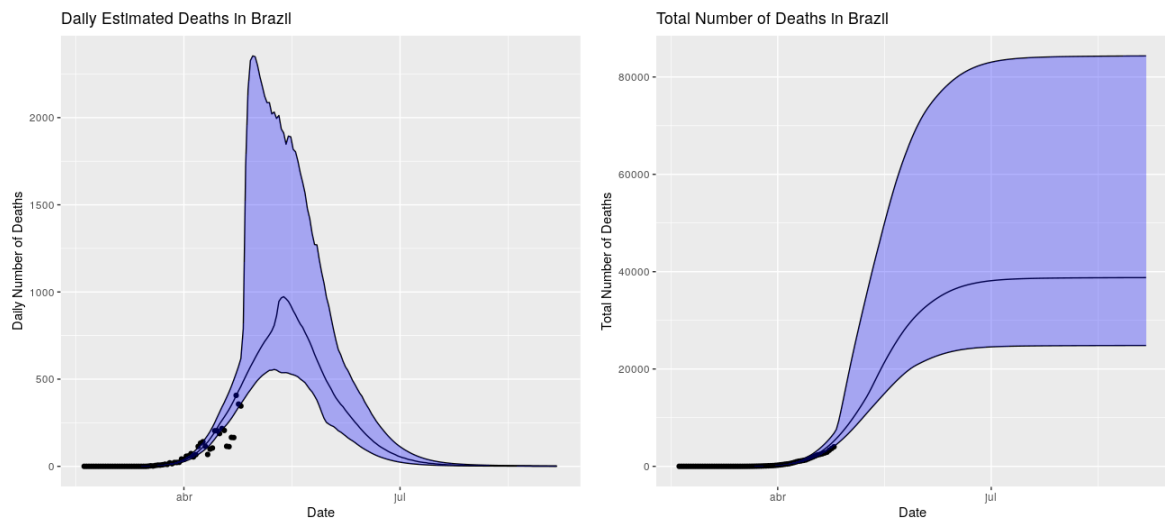 Daily Estimated Deaths in Brazil
Daily Number of Deaths
2000
1500
1000
500
0
abr
jul
Date
Total Number of Deaths in Brazil
Total Number of Deaths
80000
60000
40000
20000
0
abr
jul
Date